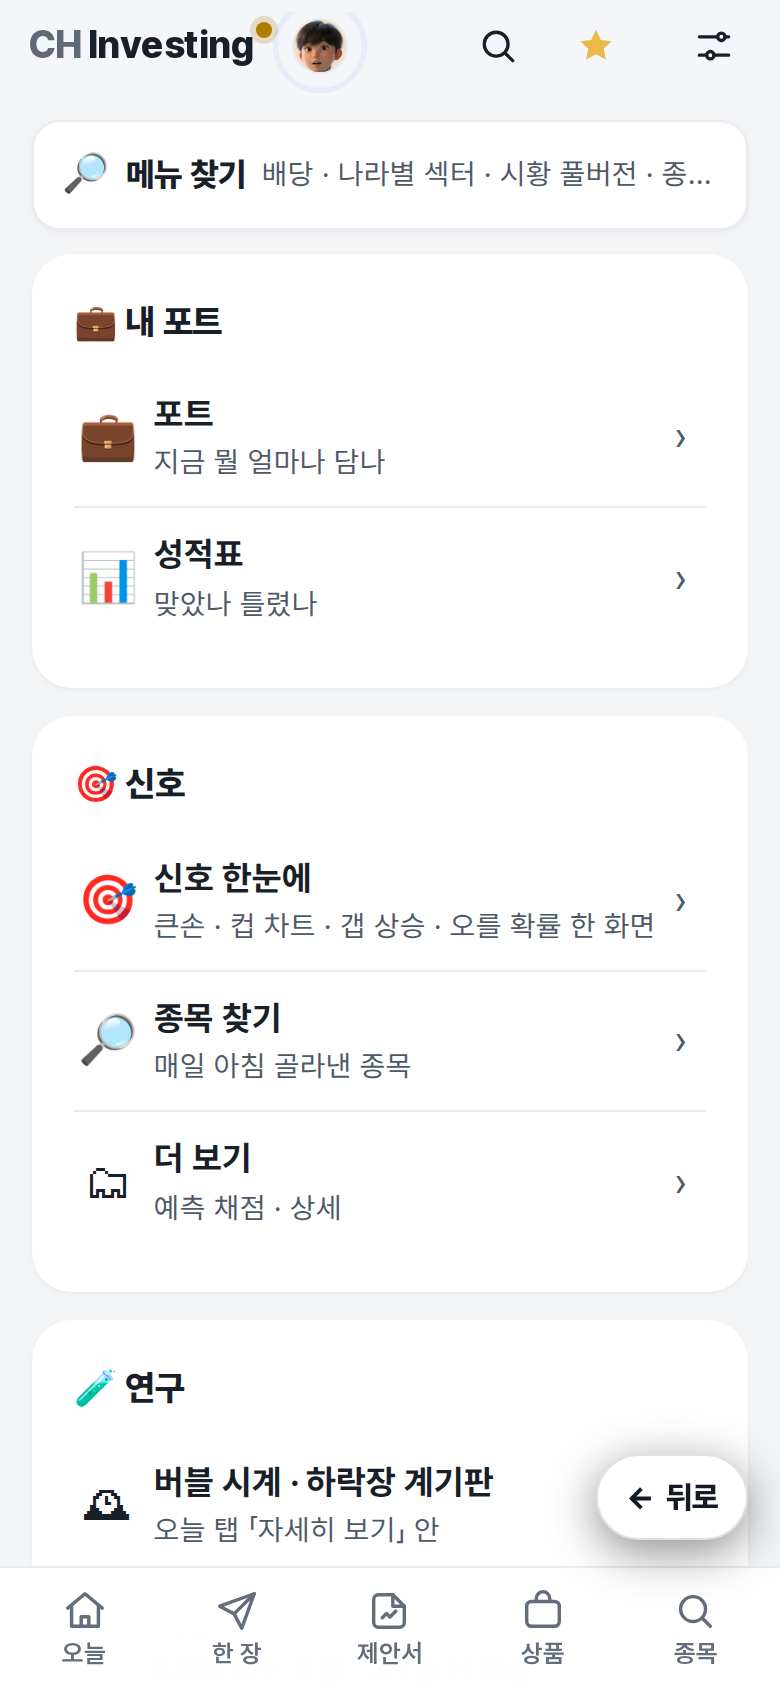 CH Investing
메뉴 찾기 배당 · 나라별 섹터 · 시황 풀버전 · 종...
내 포트
포트
지금 뭘 얼마나 담나
성적표
맞았나 틀렸나
신호
신호 한눈에
큰손 · 컵 차트 · 갭 상승 · 오를 확률 한 화면
종목 찾기
매일 아침 골라낸 종목
더 보기
예측 채점 · 상세
연구
버블 시계 · 하락장 계기판
오늘 탭 「자세히 보기」 안
← 뒤로
오늘 한 장 제안서 상품 종목